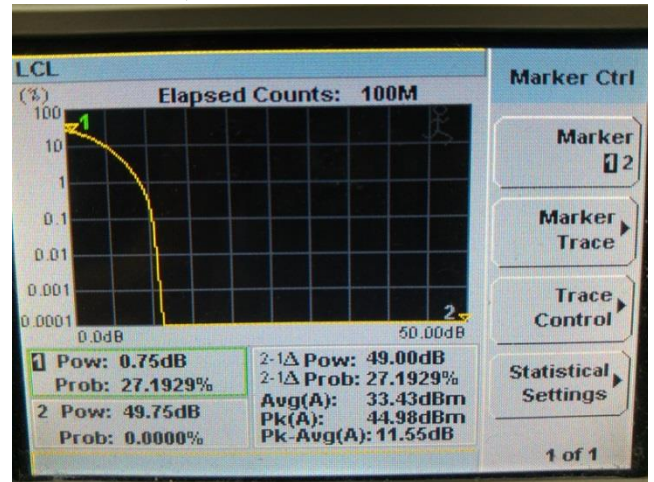 LCL
(%)
Elapsed Counts: 100M
100
10
1
0.1
0.01
0.001
0.0001
1
2
0.0dB
50.00dB
1 Pow: 0.75dB
Prob: 27.1929%
2 Pow: 49.75dB
Prob: 0.0000%
2-1Δ Pow: 49.00dB
2-1Δ Prob: 27.1929%
Avg(A): 33.43dBm
Pk(A): 44.98dBm
Pk-Avg(A): 11.55dB
Marker Ctrl
Marker
1 2
Marker
Trace
Trace
Control
Statistical
Settings
1 of 1